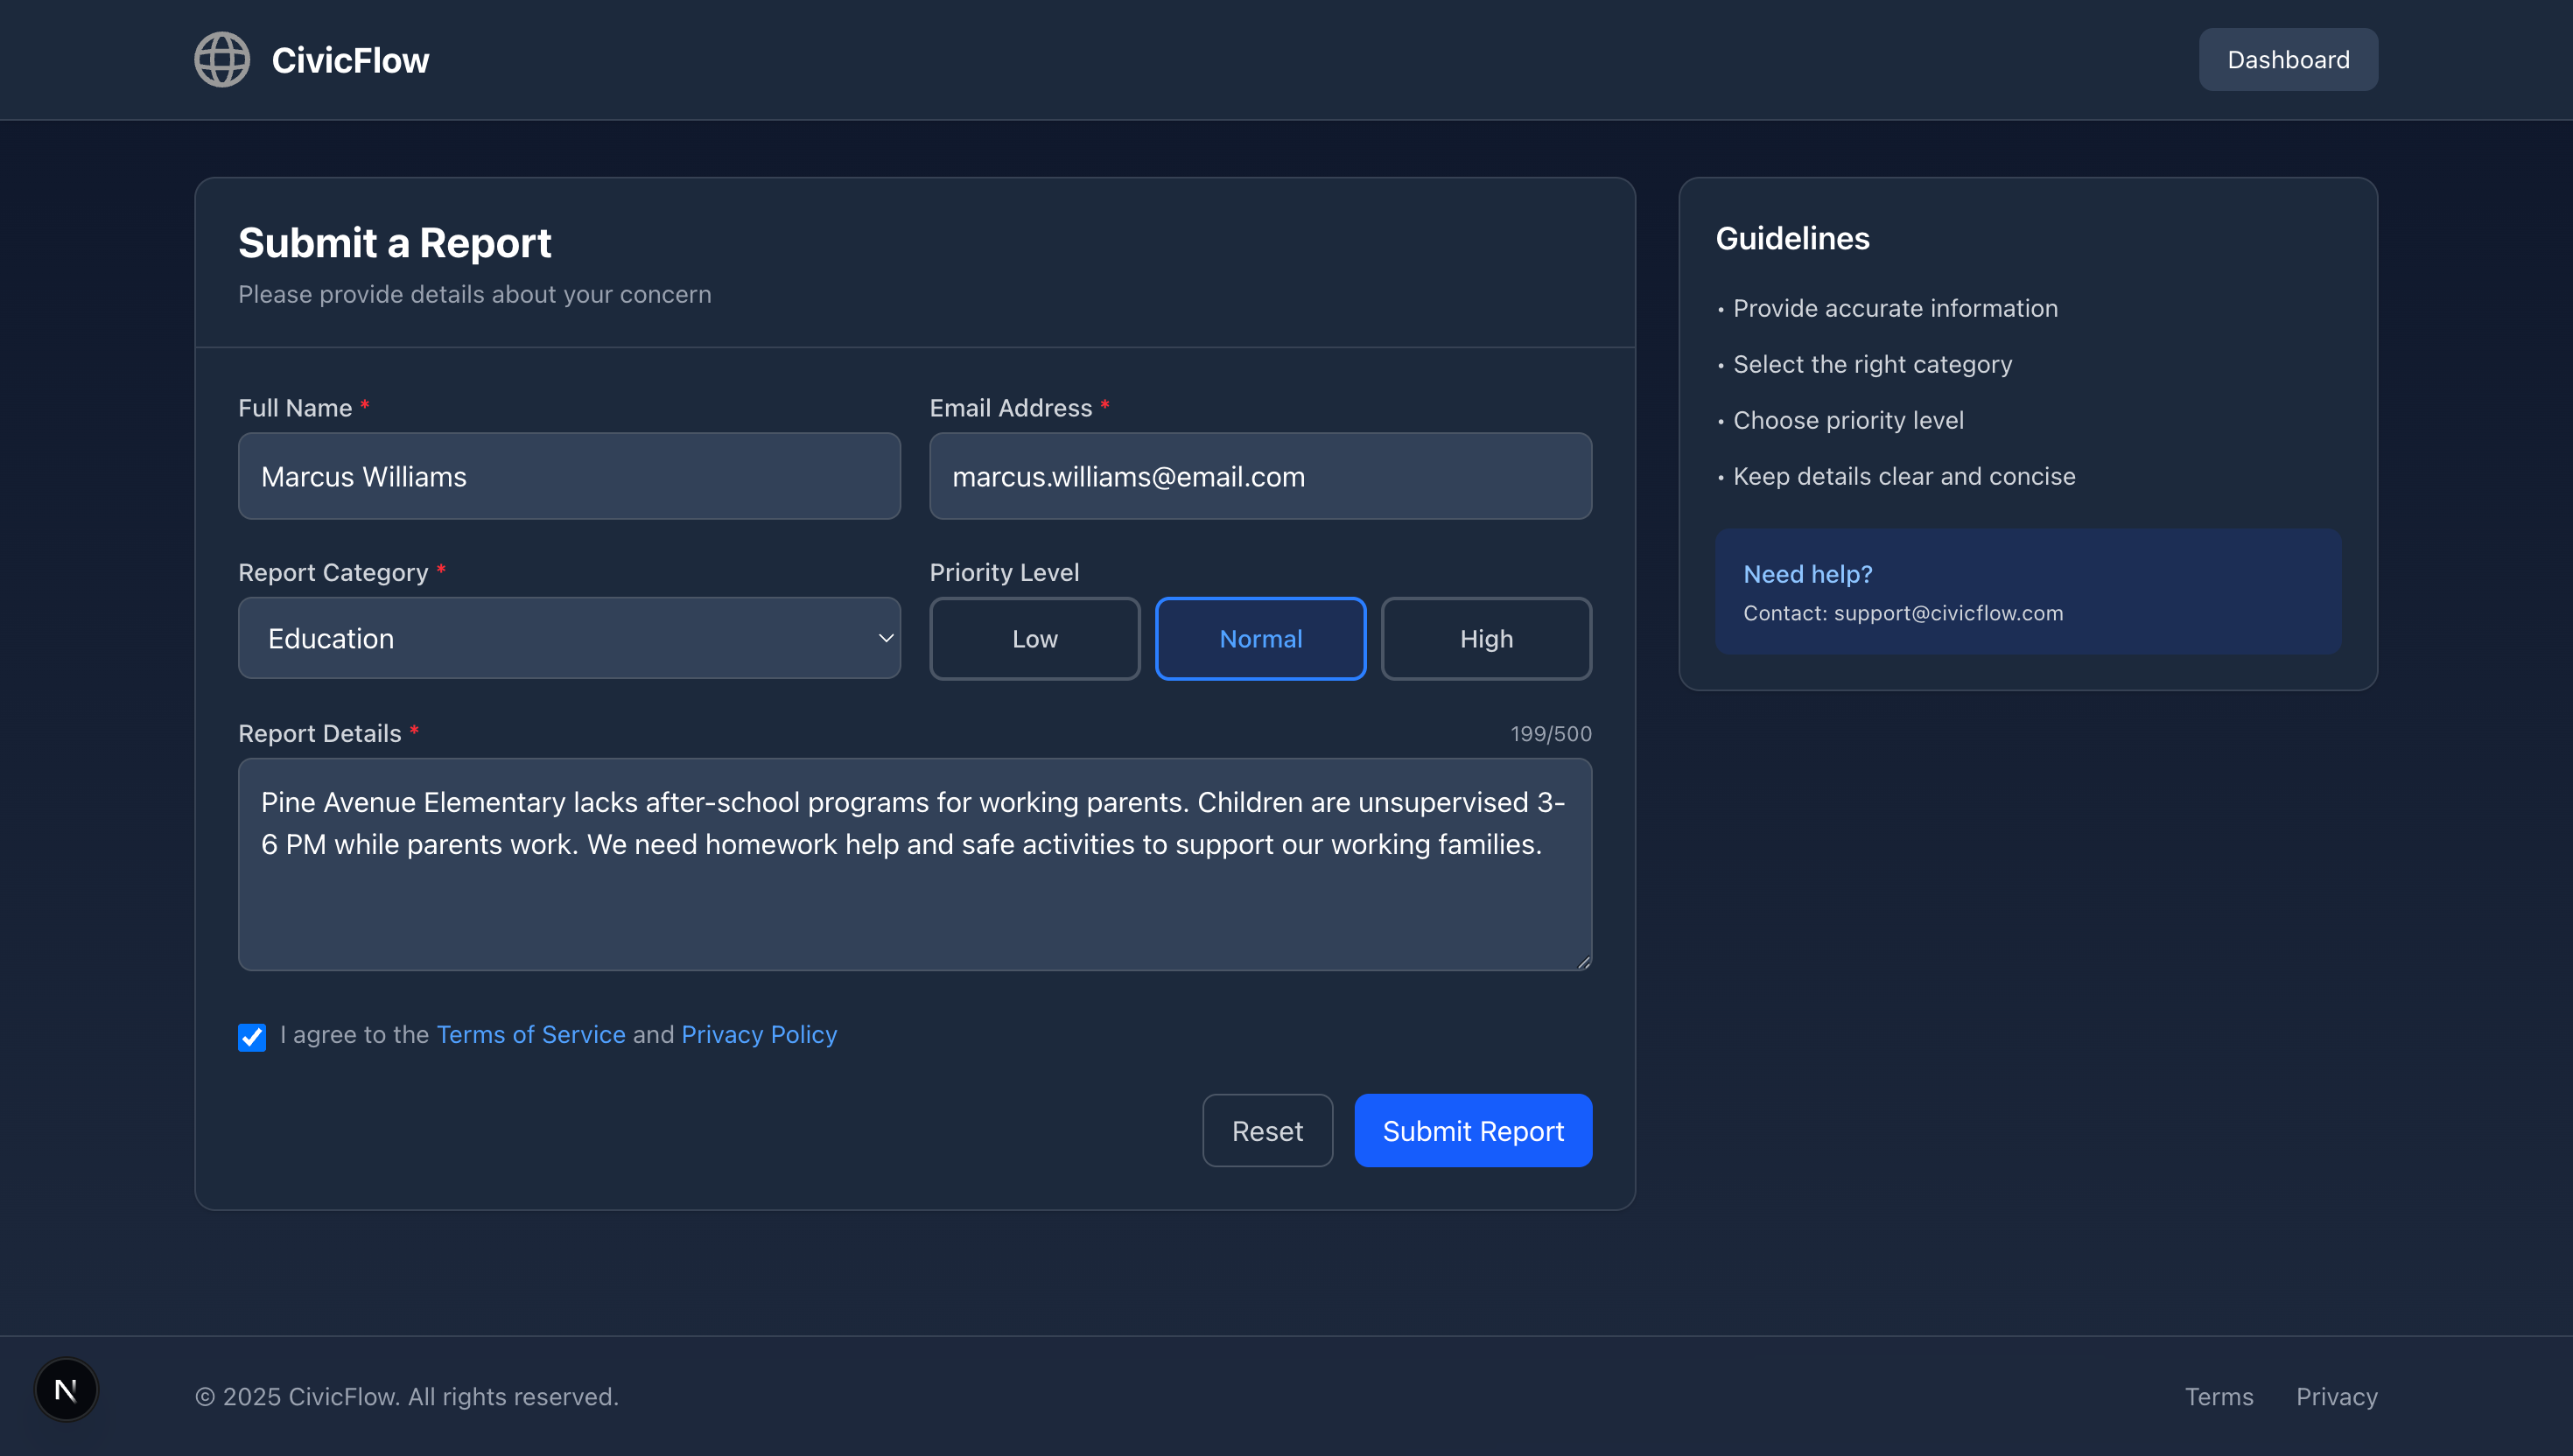 CivicFlow
Dashboard
Submit a Report
Please provide details about your concern
Full Name *
Email Address *
Marcus Williams
marcus.williams@email.com
Report Category *
Priority Level
Education
Low
Normal
High
Report Details *
199/500
Pine Avenue Elementary lacks after-school programs for working parents. Children are unsupervised 3-
6 PM while parents work. We need homework help and safe activities to support our working families.
I agree to the Terms of Service and Privacy Policy
Reset
Submit Report
Guidelines
• Provide accurate information
• Select the right category
• Choose priority level
• Keep details clear and concise
Need help?
Contact: support@civicflow.com
N
© 2025 CivicFlow. All rights reserved.
Terms
Privacy